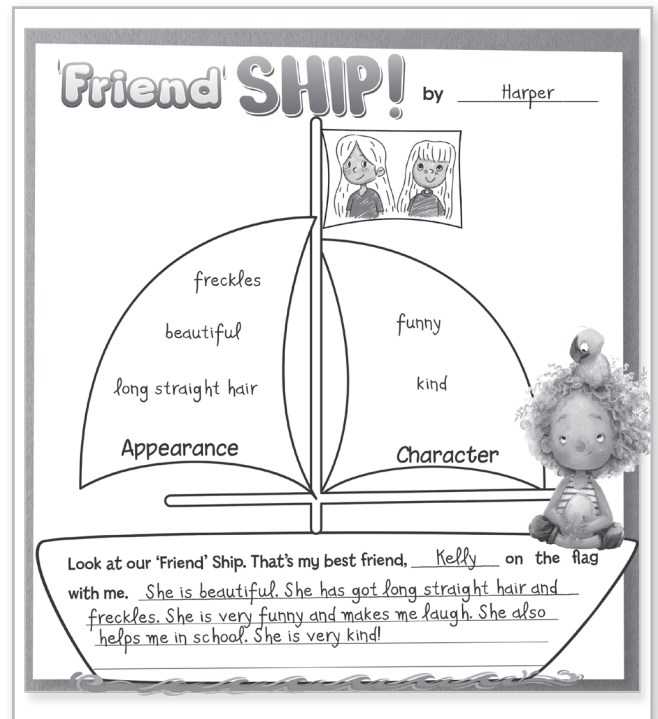 'Friend' SHIP! by Harper
freckles
beautiful
long straight hair
Appearance
funny
kind
Character
Look at our 'Friend' Ship. That's my best friend, Kelly on the flag
with me. She is beautiful. She has got long straight hair and
freckles. She is very funny and makes me laugh. She also
helps me in school. She is very kind!